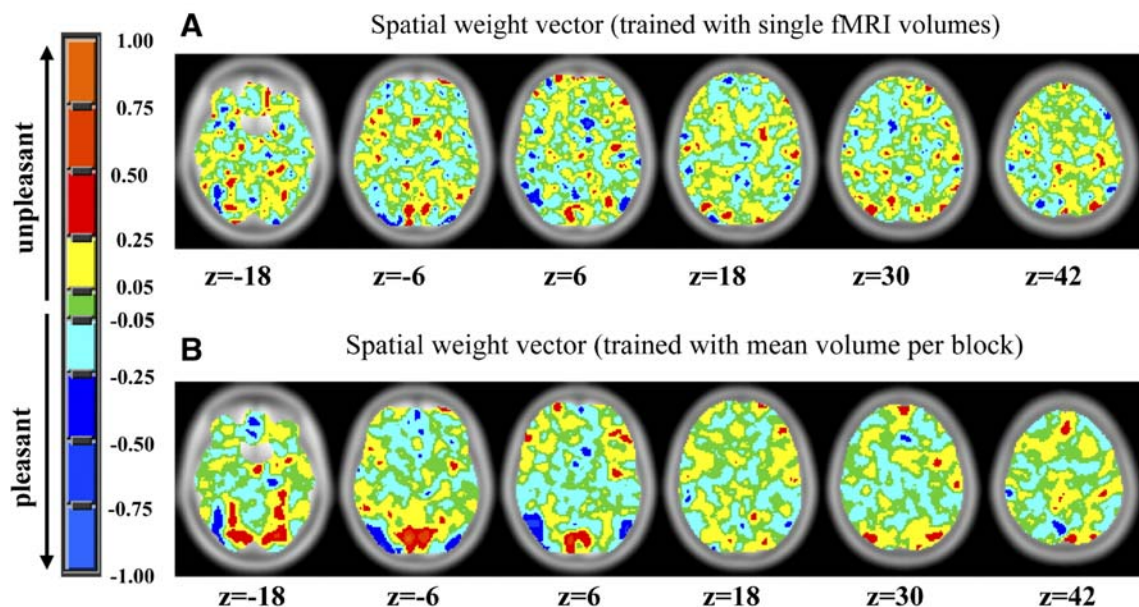 A Spatial weight vector (trained with single fMRI volumes)
unpleasant
pleasant
1.00
0.75
0.50
0.25
0.05
-0.05
-0.25
-0.50
-0.75
-1.00
z=-18 z=-6 z=6 z=18 z=30 z=42
B Spatial weight vector (trained with mean volume per block)
z=-18 z=-6 z=6 z=18 z=30 z=42